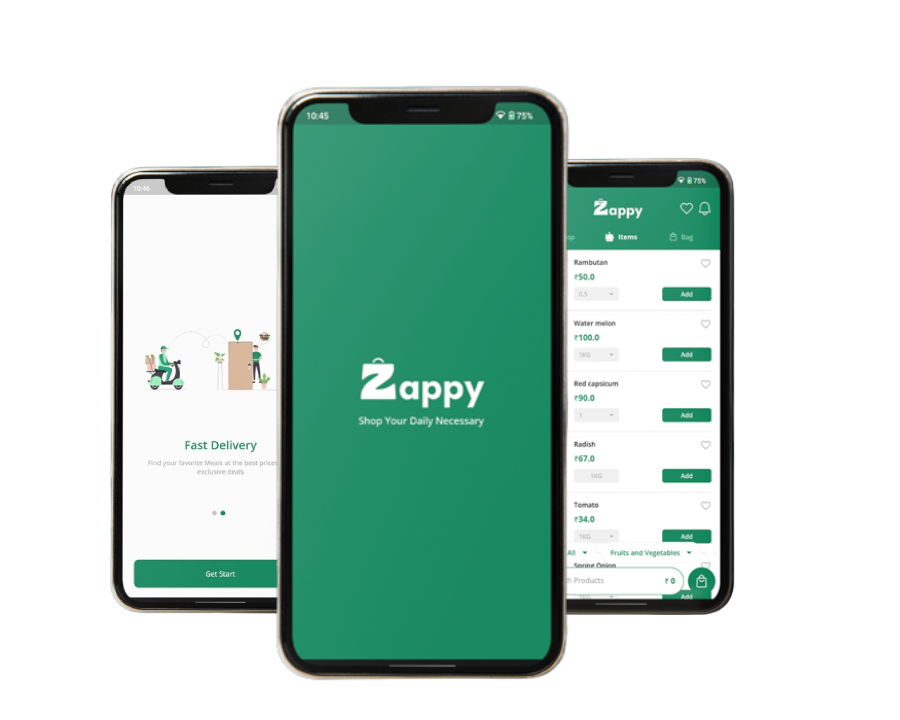 10:46
Fast Delivery
Find your favorite Meals at the best prices
exclusive deals
Get Start
10:45
75%
Zappy
Shop Your Daily Necessary
75%
Zappy
Items
Bag
Rambutan
₹50.0
0.5
Add
Water melon
₹100.0
1KG
Add
Red capsicum
₹90.0
1
Add
Radish
₹67.0
1KG
Add
Tomato
₹34.0
1KG
Add
All
Fruits and Vegetables
Spring Onion
Products
₹ 0
1KG
Add